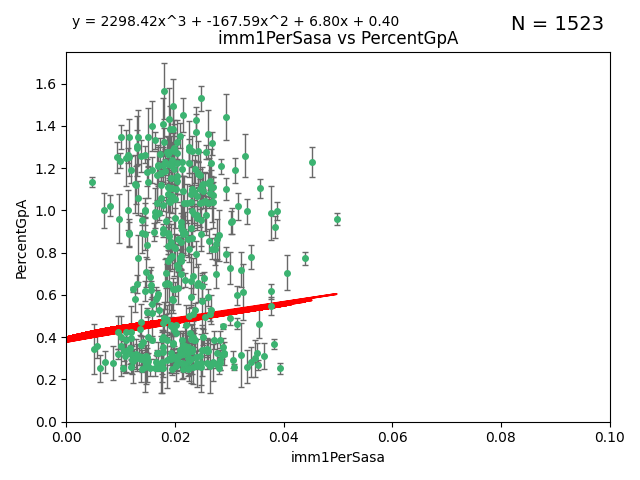 y = 2298.42x^3 + -167.59x^2 + 6.80x + 0.40
N = 1523
imm1PerSasa vs PercentGpA
1.6
1.4
1.2
1.0
0.8
0.6
0.4
0.2
0.0
PercentGpA
0.00 0.02 0.04 0.06 0.08 0.10
imm1PerSasa